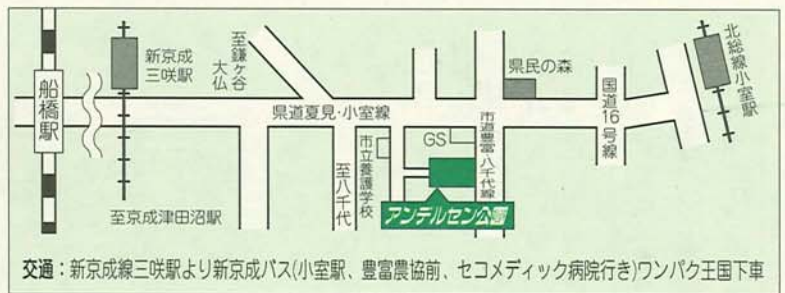 船橋駅
新京成
三咲駅
至京成津田沼駅
至鎌ヶ谷
大仏
県道夏見・小室線
至八千代
市立養護学校
GS
アンデルセン公園
市道豊富・八千代線
県民の森
国道16号線
北総線小室駅
交通：新京成線三咲駅より新京成バス(小室駅、豊富農協前、セコメディック病院行き)ワンパク王国下車